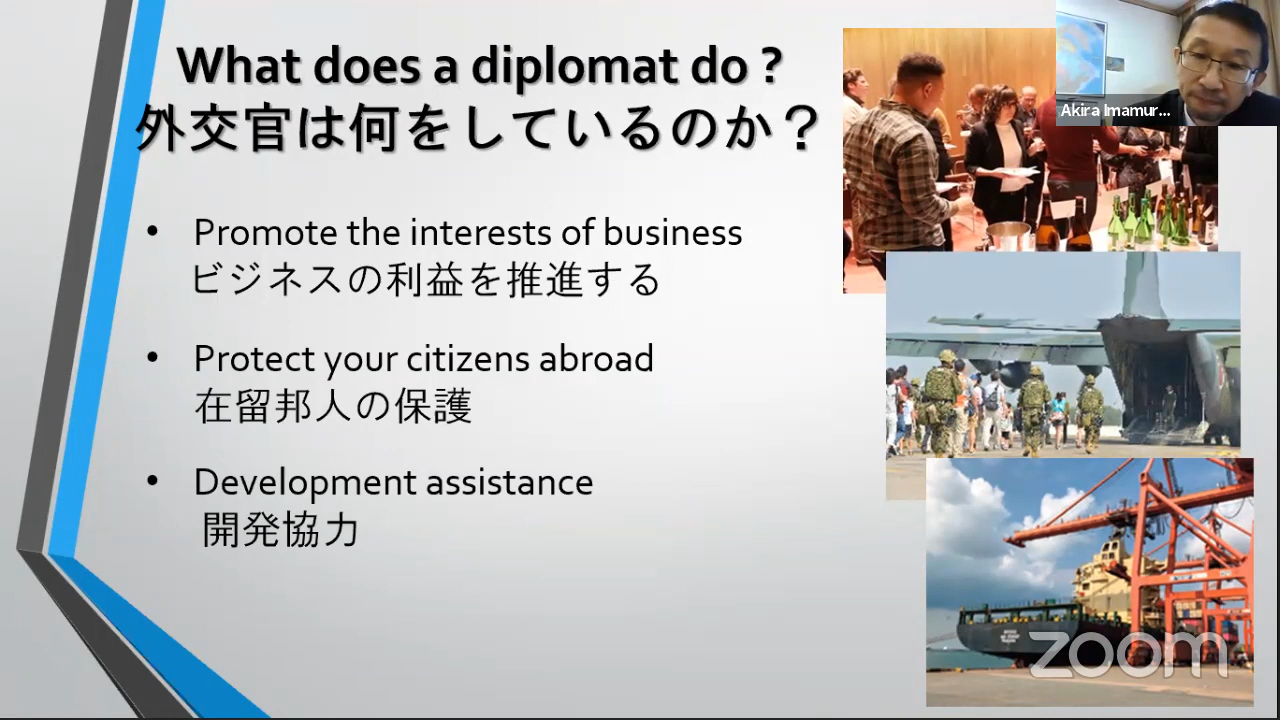 What does a diplomat do ?
外交官は何をしているのか？
• Promote the interests of business
ビジネスの利益を推進する
• Protect your citizens abroad
在留邦人の保護
• Development assistance
開発協力
Akira Imamur...
zoom